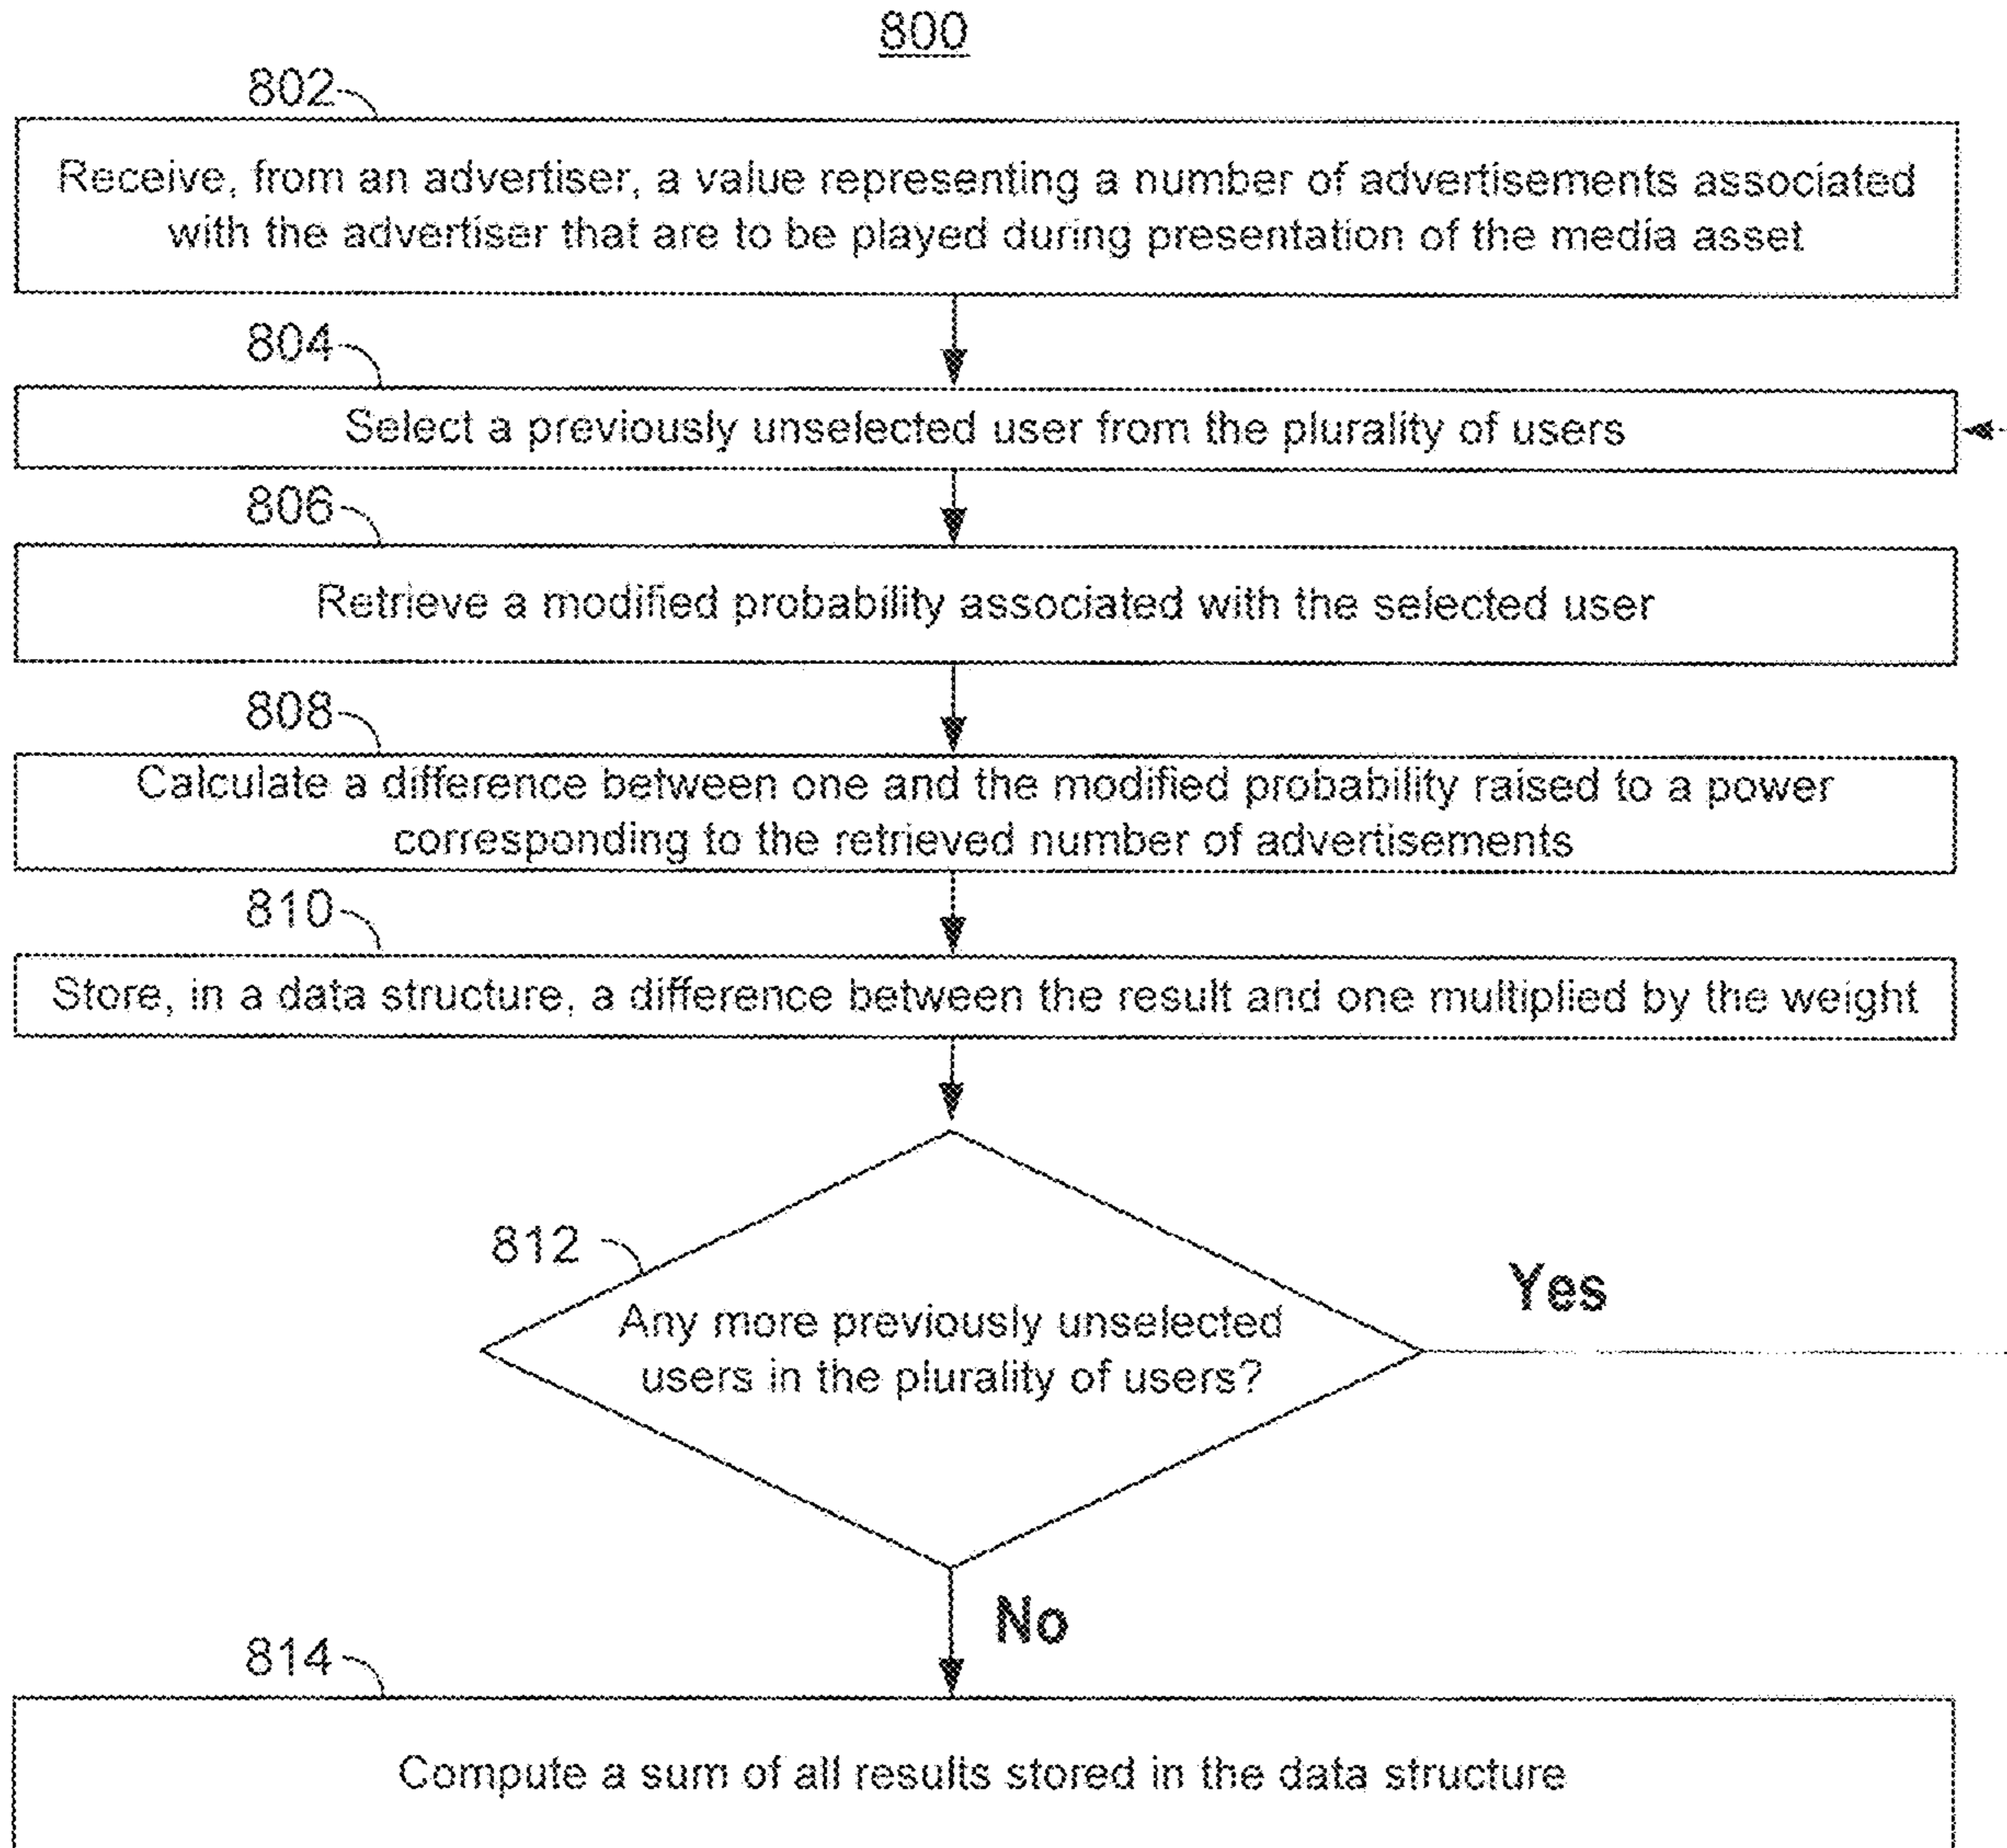 800
802
Receive, from an advertiser, a value representing a number of advertisements associated
with the advertiser that are to be played during presentation of the media asset
804
Select a previously unselected user from the plurality of users
806
Retrieve a modified probability associated with the selected user
808
Calculate a difference between one and the modified probability raised to a power
corresponding to the retrieved number of advertisements
810
Store, in a data structure, a difference between the result and one multiplied by the weight
812
Any more previously unselected
users in the plurality of users?
Yes
No
814
Compute a sum of all results stored in the data structure